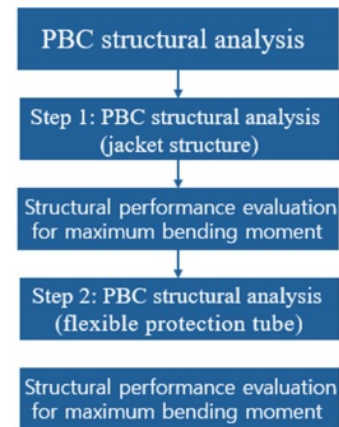 PBC structural analysis
Step 1: PBC structural analysis
(jacket structure)
Structural performance evaluation
for maximum bending moment
Step 2: PBC structural analysis
(flexible protection tube)
Structural performance evaluation
for maximum bending moment